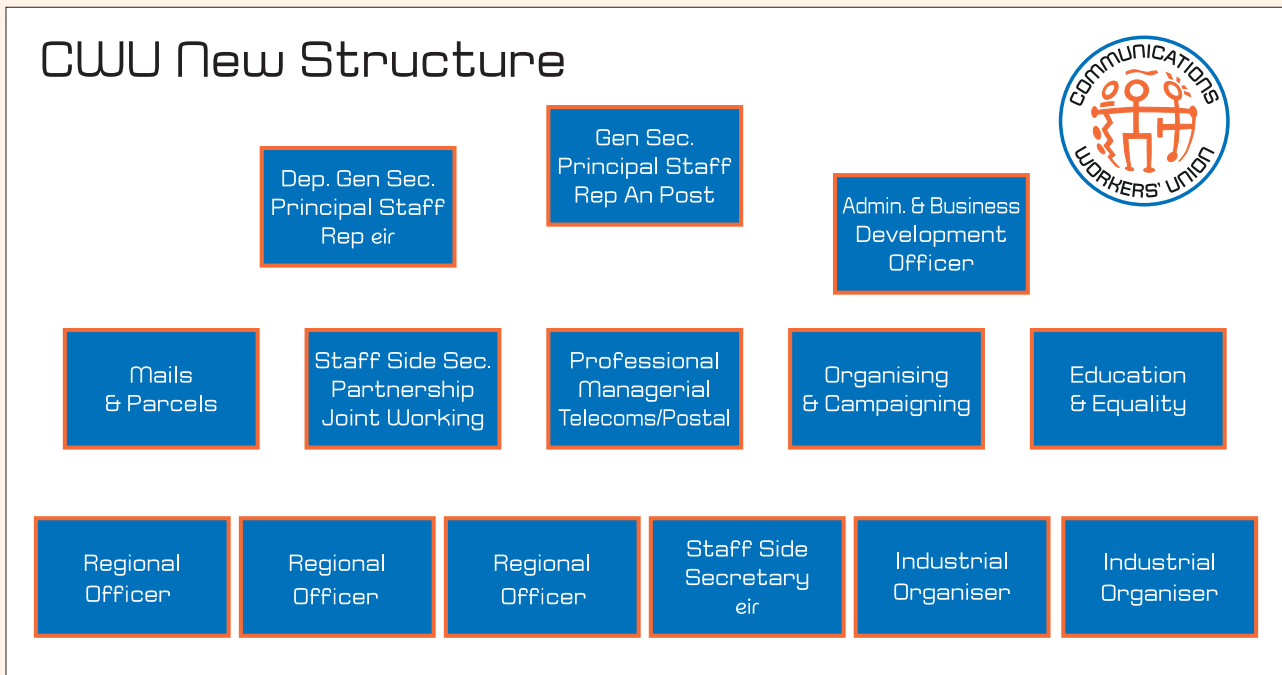 CWU New Structure
COMMUNICATIONS
WORKERS' UNION
Gen Sec.
Principal Staff
Rep An Post
Dep. Gen Sec.
Principal Staff
Rep eir
Admin. & Business
Development
Officer
Mails
& Parcels
Staff Side Sec.
Partnership
Joint Working
Professional
Managerial
Telecoms/Postal
Organising
& Campaigning
Education
& Equality
Regional
Officer
Regional
Officer
Regional
Officer
Staff Side
Secretary
eir
Industrial
Organiser
Industrial
Organiser